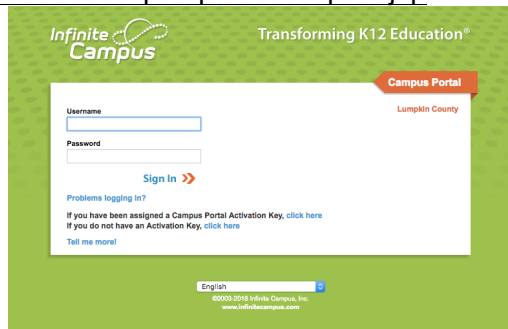 Infinite
Campus
Transforming K12 Education®
Campus Portal
Lumpkin County
Username
Password
Sign In
Problems logging in?
If you have been assigned a Campus Portal Activation Key, click here
If you do not have an Activation Key, click here
Tell me more!
English
©2003-2018 Infinite Campus, Inc.
www.infinitecampus.com